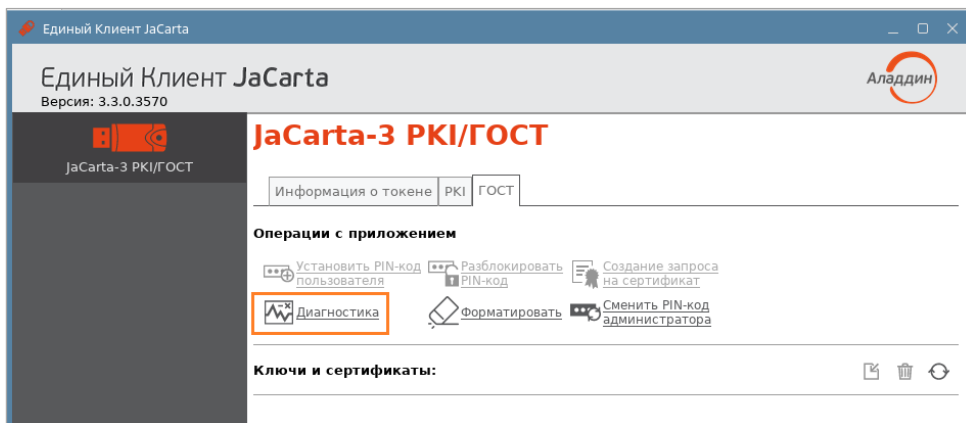 Единый Клиент JaCarta
Единый Клиент JaCarta
Версия: 3.3.0.3570
Аладдин
JaCarta-3 PKI/ГОСТ
JaCarta-3 PKI/ГОСТ
Информация о токене PKI ГОСТ
Операции с приложением
Установить PIN-код
пользователя
Разблокировать
PIN-код
Создание запроса
на сертификат
Диагностика
Форматировать
Сменить PIN-код
администратора
Ключи и сертификаты: